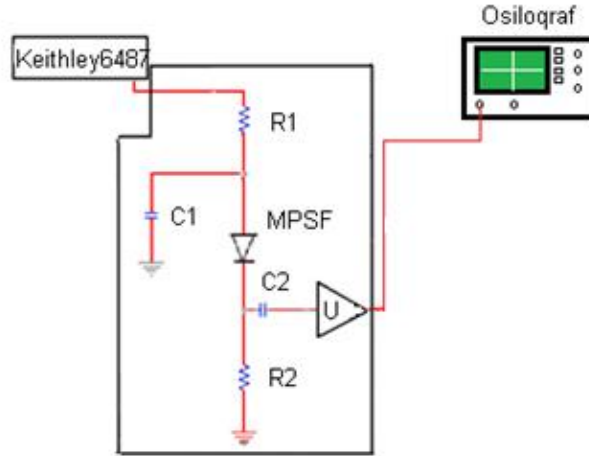 Osiloqraf
Keithley6487
R1
C1
MPSF
C2
U
R2